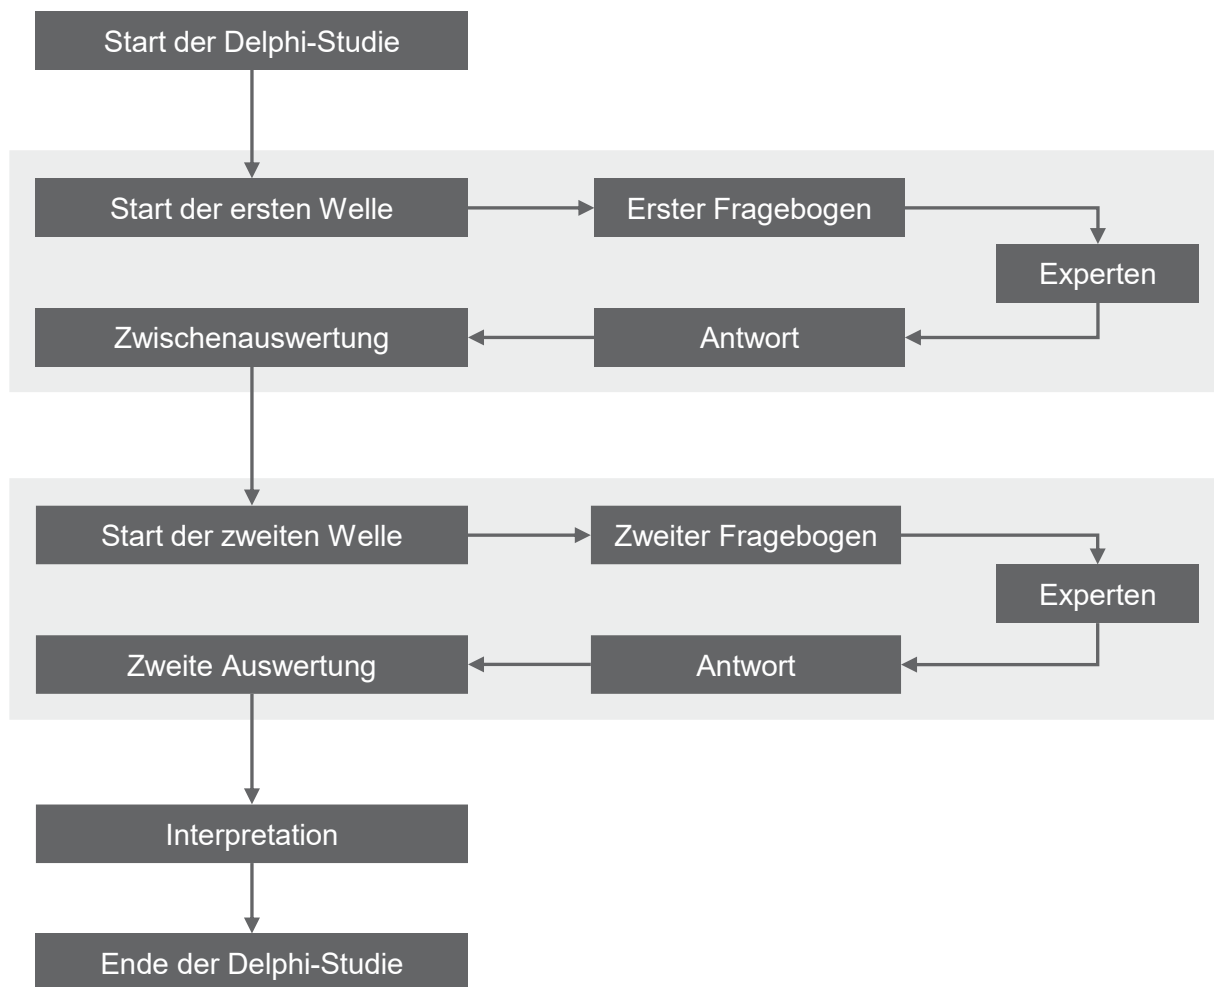 Start der Delphi-Studie
Start der ersten Welle
Erster Fragebogen
Experten
Antwort
Zwischenauswertung
Start der zweiten Welle
Zweiter Fragebogen
Experten
Antwort
Zweite Auswertung
Interpretation
Ende der Delphi-Studie